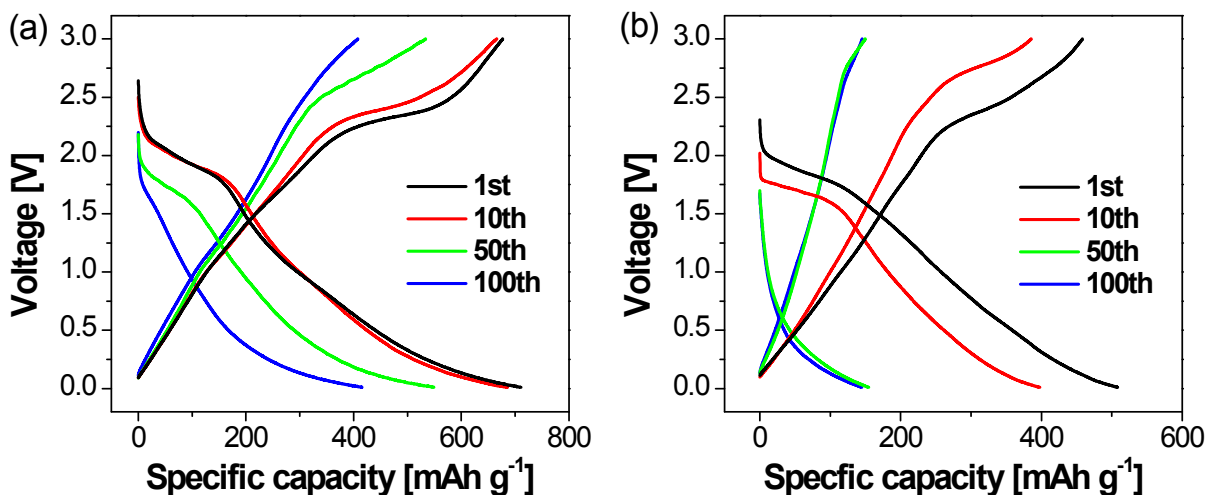 (a)
Voltage [V]
3.0
2.5
2.0
1.5
1.0
0.5
0.0
1st
10th
50th
100th
0 200 400 600 800
Specific capacity [mAh g-1]
(b)
Voltage [V]
3.0
2.5
2.0
1.5
1.0
0.5
0.0
1st
10th
50th
100th
0 200 400 600
Specfic capacity [mAh g-1]